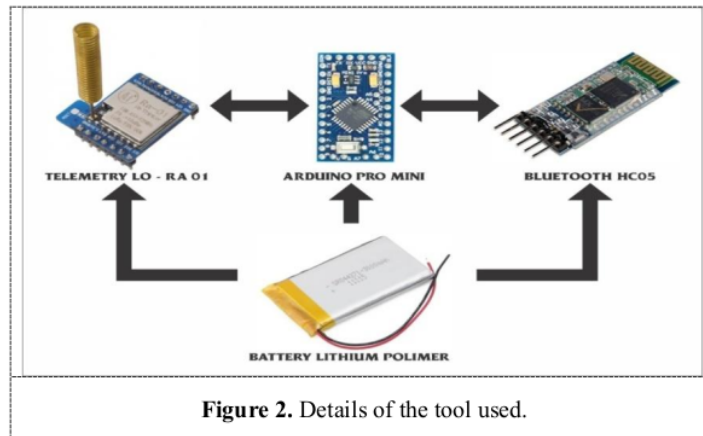 TELEMETRY LO - RA 01
ARDUINO PRO MINI
BLUETOOTH HC05
BATTERY LITHIUM POLIMER
Figure 2. Details of the tool used.